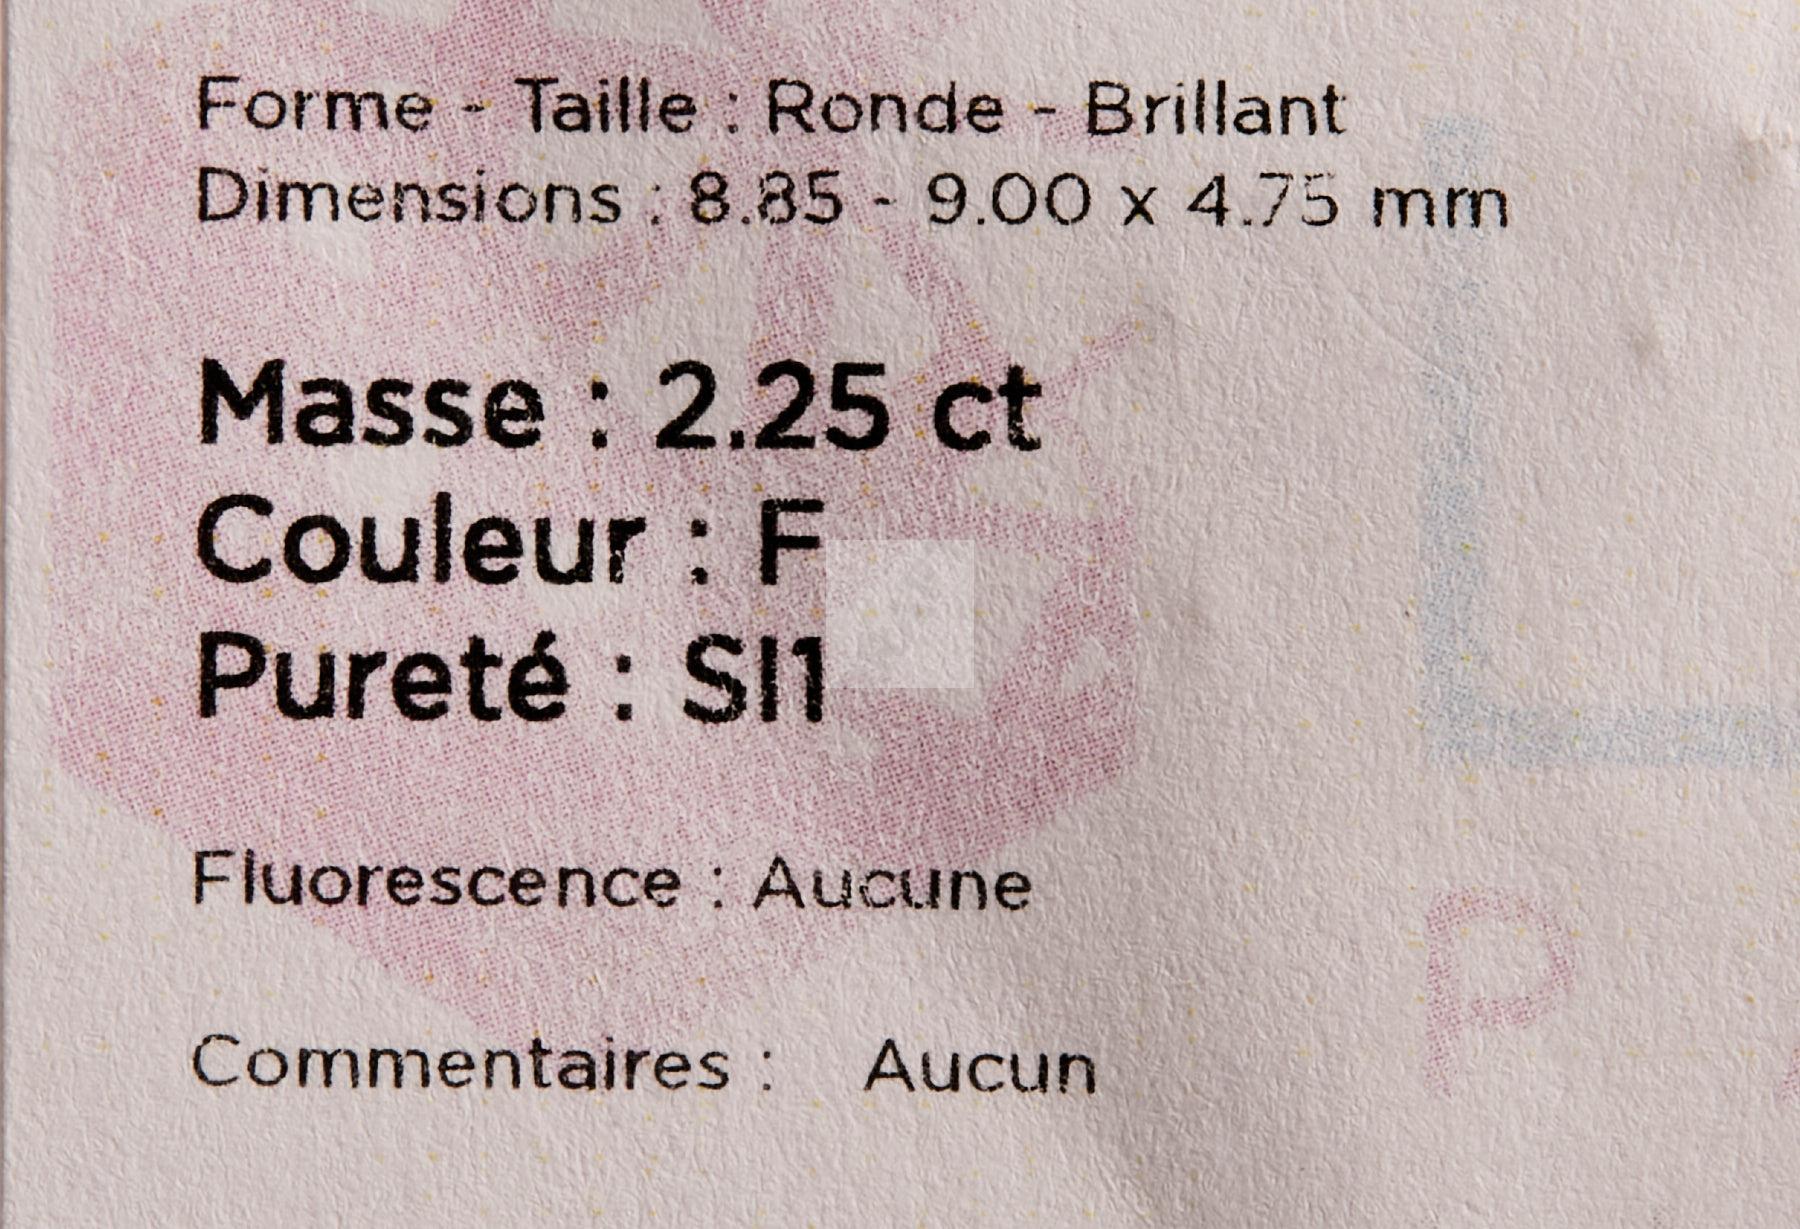 Forme - Taille : Ronde - Brillant
Dimensions : 8.85 - 9.00 x 4.75 mm
Masse : 2.25 ct
Couleur : F
Pureté : SI1
Fluorescence : Aucune
Commentaires : Aucun
L
P